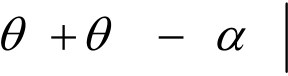 θ + θ − α |